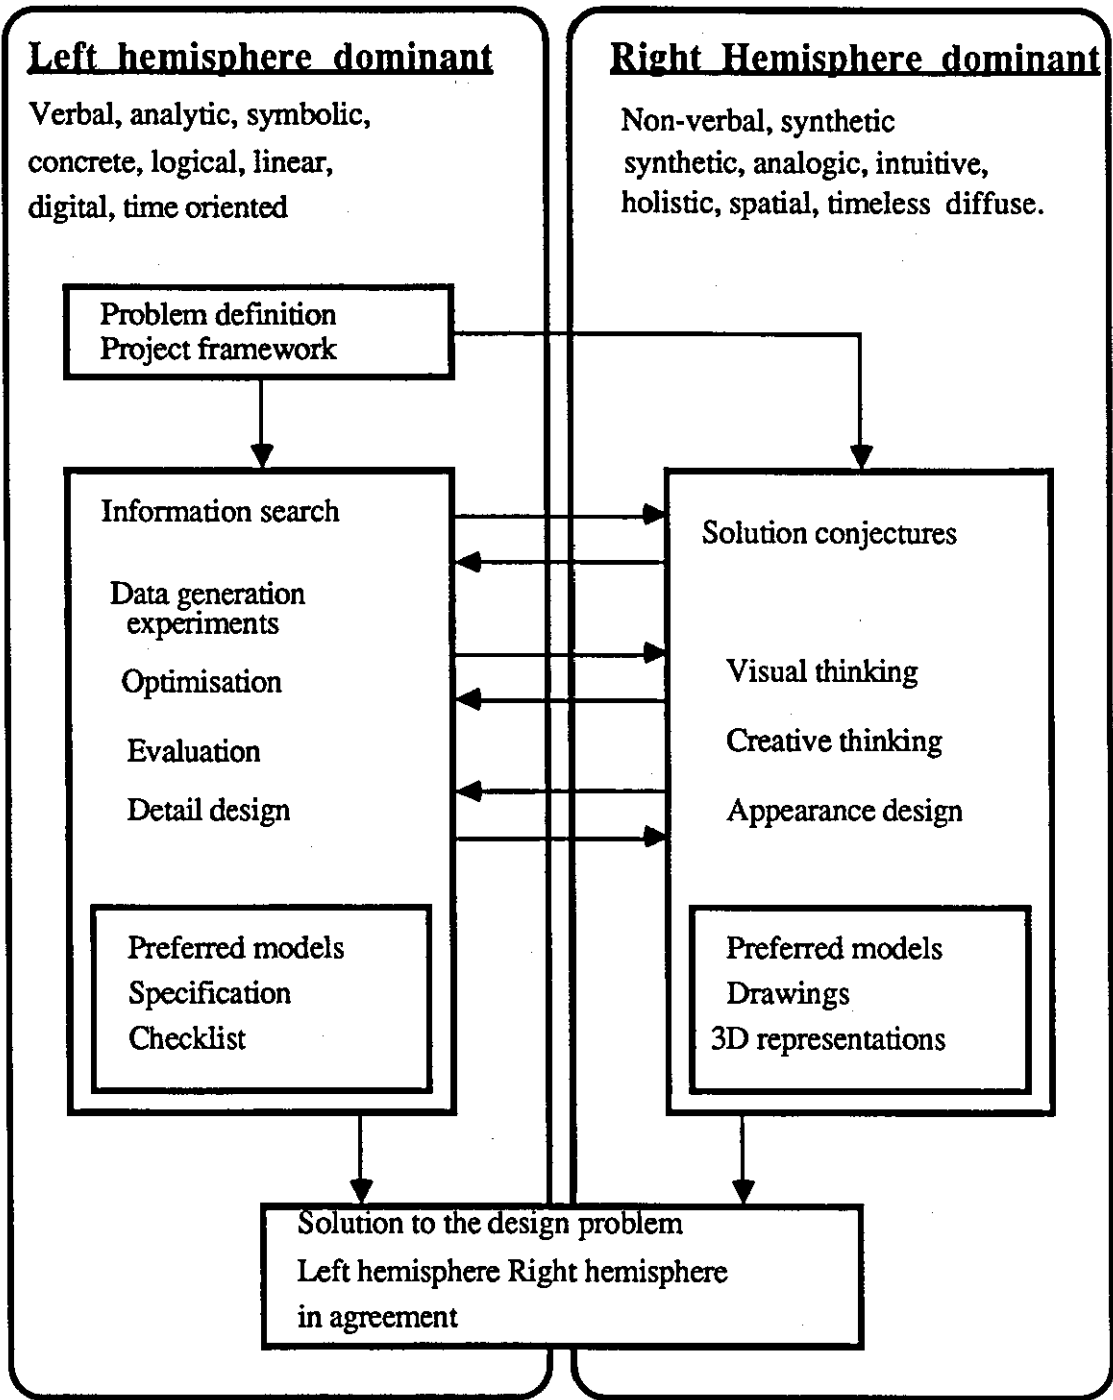 Left hemisphere dominant
Verbal, analytic, symbolic,
concrete, logical, linear,
digital, time oriented
Right Hemisphere dominant
Non-verbal, synthetic
synthetic, analogic, intuitive,
holistic, spatial, timeless diffuse.
Problem definition
Project framework
Information search
Data generation
experiments
Optimisation
Evaluation
Detail design
Preferred models
Specification
Checklist
Solution conjectures
Visual thinking
Creative thinking
Appearance design
Preferred models
Drawings
3D representations
Solution to the design problem
Left hemisphere Right hemisphere
in agreement